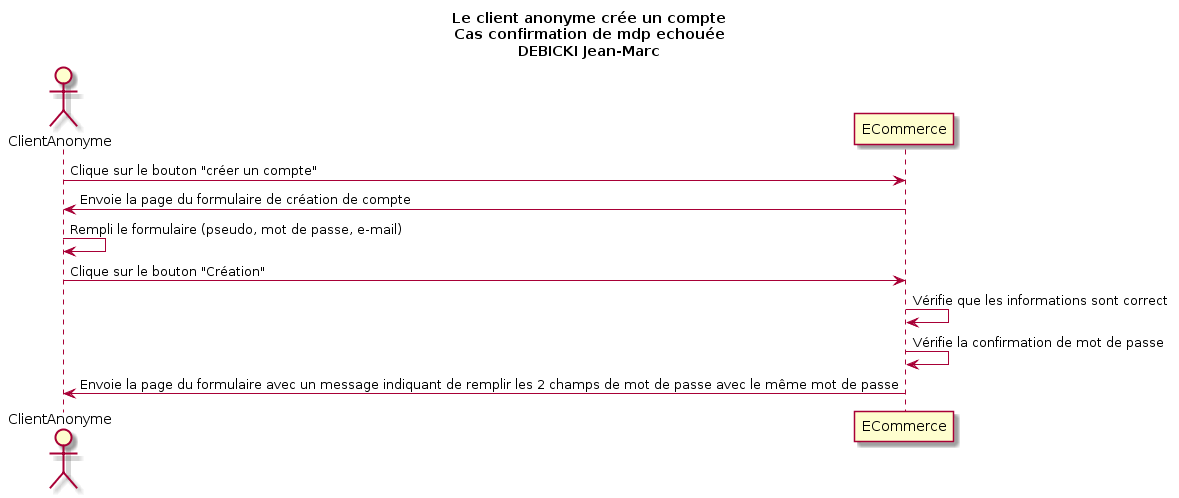 Le client anonyme crée un compte
Cas confirmation de mdp echouée
DEBICKI Jean-Marc
ClientAnonyme
ECommerce
Clique sur le bouton "créer un compte"
Envoie la page du formulaire de création de compte
Rempli le formulaire (pseudo, mot de passe, e-mail)
Clique sur le bouton "Création"
Vérifie que les informations sont correct
Vérifie la confirmation de mot de passe
Envoie la page du formulaire avec un message indiquant de remplir les 2 champs de mot de passe avec le même mot de passe
ClientAnonyme
ECommerce